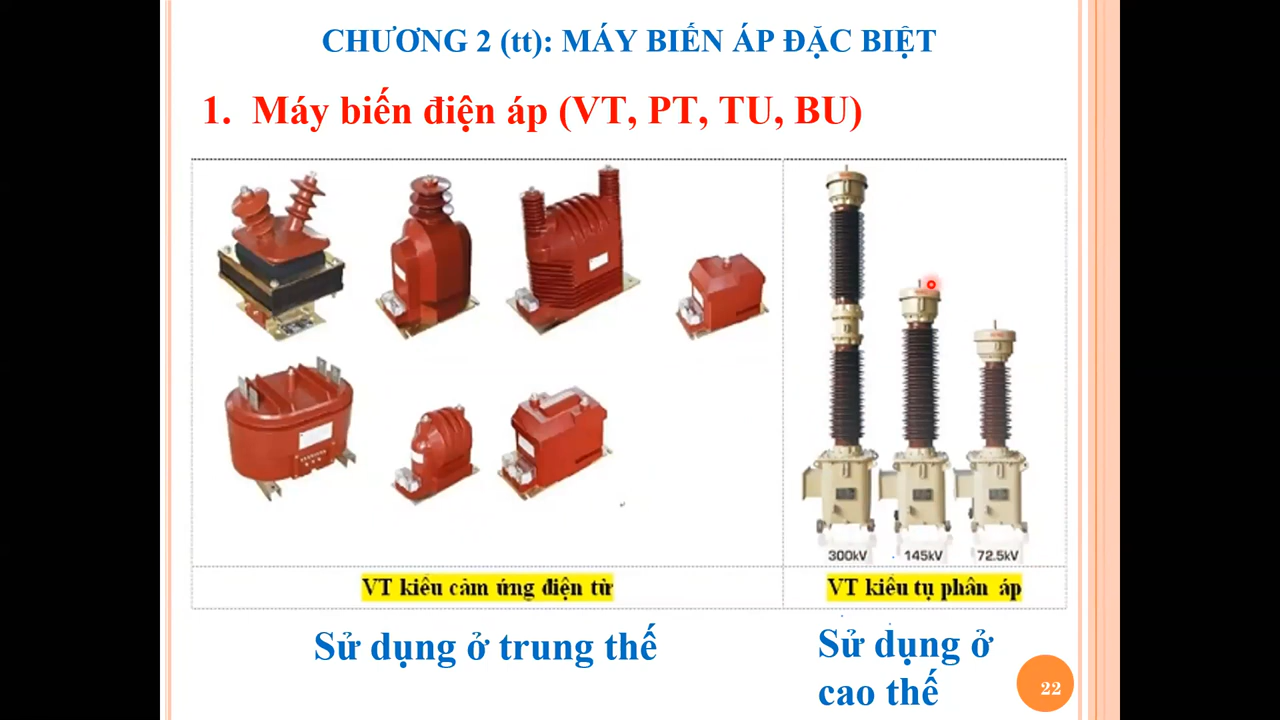 CHƯƠNG 2 (tt): MÁY BIẾN ÁP ĐẶC BIỆT
1. Máy biến điện áp (VT, PT, TU, BU)
300kV
145kV
72.5kV
VT kiểu cảm ứng điện từ
VT kiểu tụ phân áp
Sử dụng ở trung thế
Sử dụng ở
cao thế
22